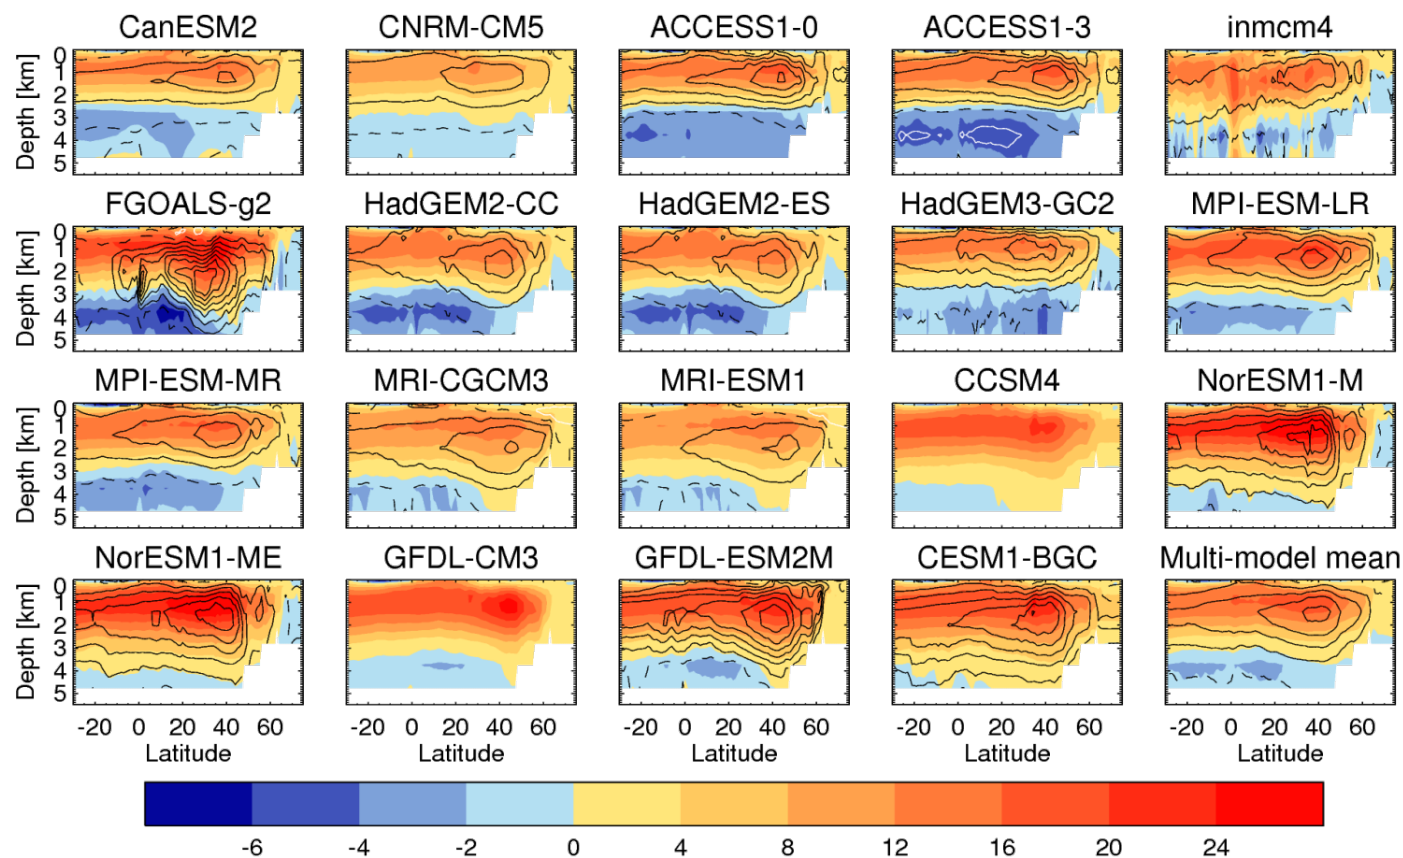 CanESM2 CNRM-CM5 ACCESS1-0 ACCESS1-3 inmcm4
Depth [km]
0
1
2
3
4
5
FGOALS-g2 HadGEM2-CC HadGEM2-ES HadGEM3-GC2 MPI-ESM-LR
Depth [km]
0
1
2
3
4
5
MPI-ESM-MR MRI-CGCM3 MRI-ESM1 CCSM4 NorESM1-M
Depth [km]
0
1
2
3
4
5
NorESM1-ME GFDL-CM3 GFDL-ESM2M CESM1-BGC Multi-model mean
Depth [km]
0
1
2
3
4
5
-20 0 20 40 60 -20 0 20 40 60 -20 0 20 40 60 -20 0 20 40 60 -20 0 20 40 60
Latitude Latitude Latitude Latitude Latitude
-6 -4 -2 0 4 8 12 16 20 24